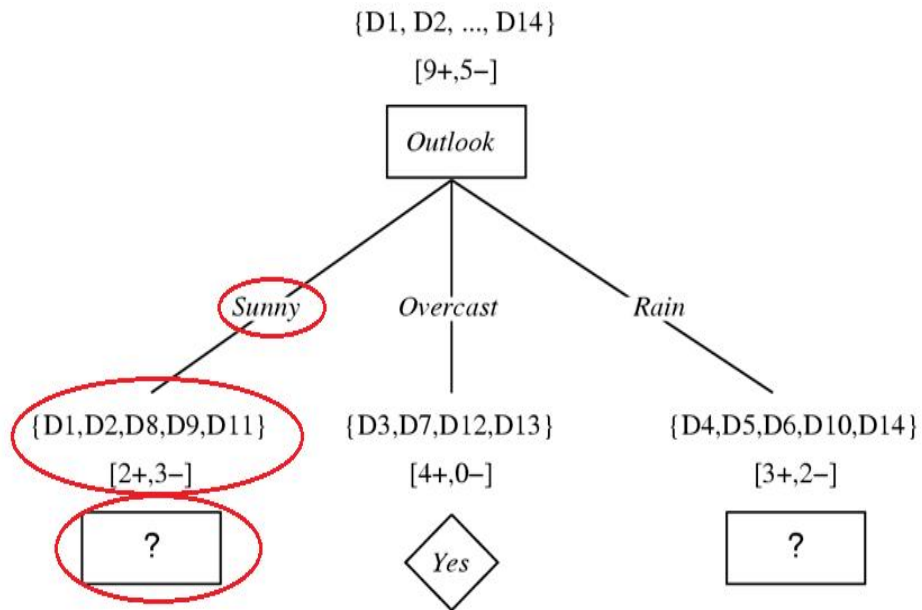 {D1, D2, ..., D14}
[9+,5−]
Outlook
Sunny
Overcast
Rain
{D1,D2,D8,D9,D11}
{D3,D7,D12,D13}
{D4,D5,D6,D10,D14}
[2+,3−]
[4+,0−]
[3+,2−]
?
Yes
?